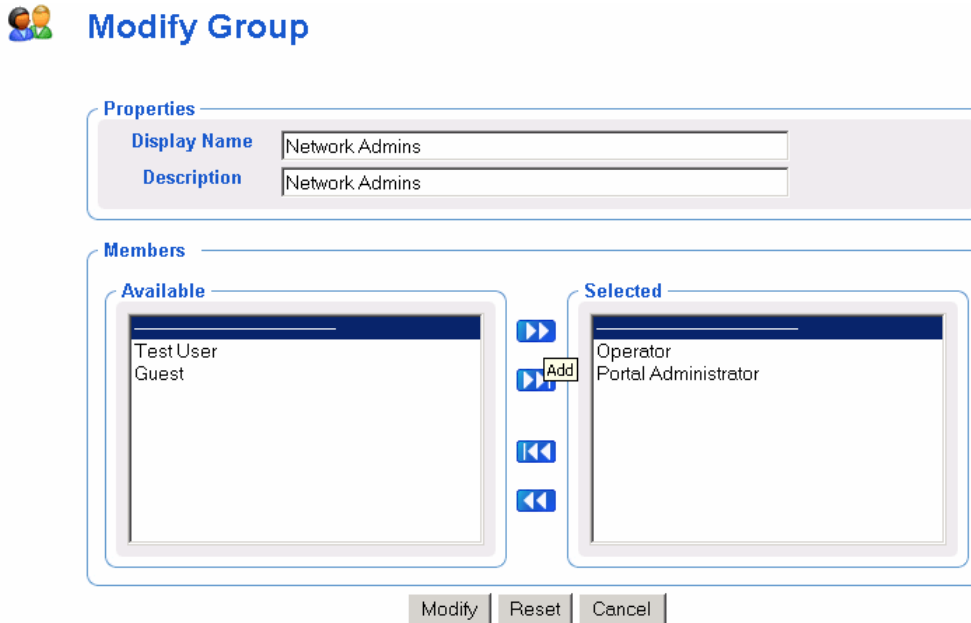 Modify Group
Properties
Display Name
Network Admins
Description
Network Admins
Members
Available
Test User
Guest
Add
Selected
Operator
Portal Administrator
Modify
Reset
Cancel